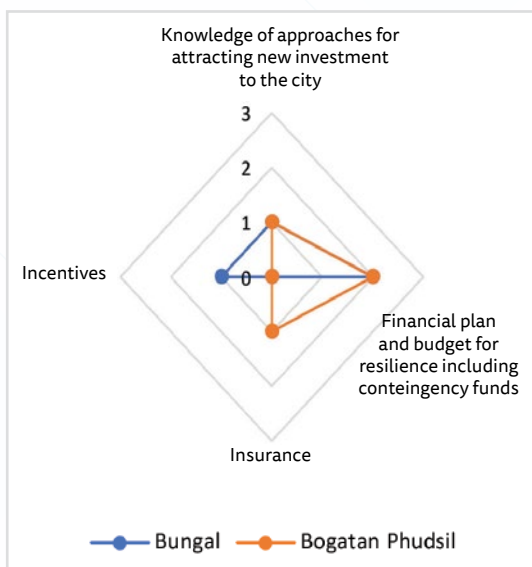 Knowledge of approaches for
attracting new investment
to the city
3
2
1
0
Incentives
Financial plan
and budget for
resilience including
conteingency funds
Insurance
Bungal
Bogatan Phudsil